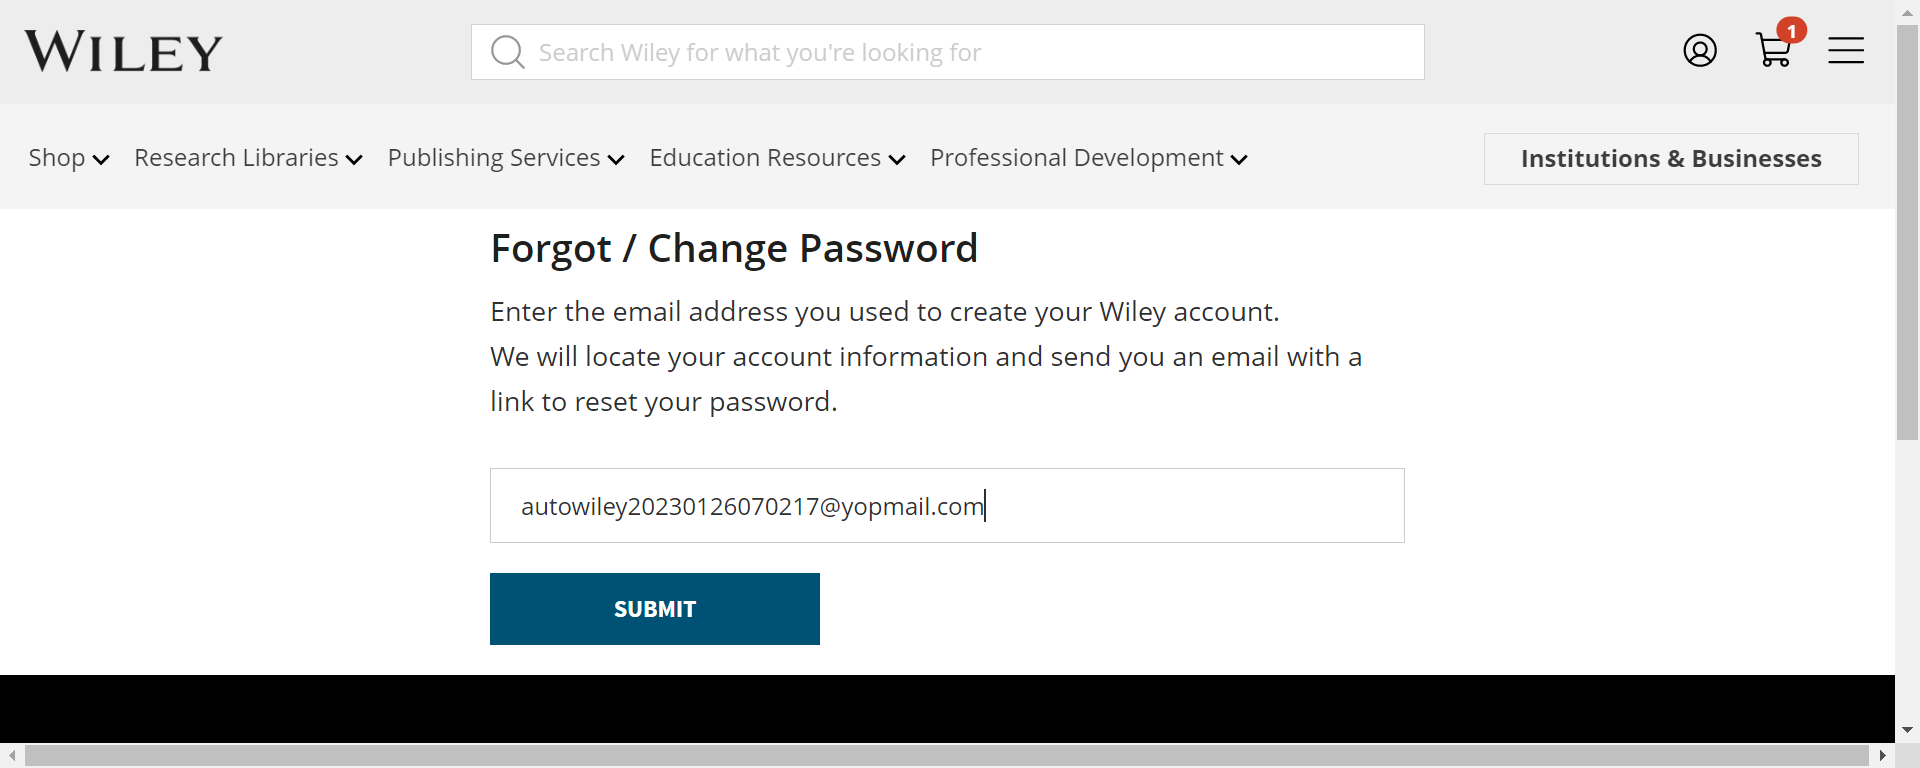 WILEY
Search Wiley for what you're looking for
1
Shop
Research Libraries
Publishing Services
Education Resources
Professional Development
Institutions & Businesses
Forgot / Change Password
Enter the email address you used to create your Wiley account.
We will locate your account information and send you an email with a
link to reset your password.
autowiley20230126070217@yopmail.com
SUBMIT